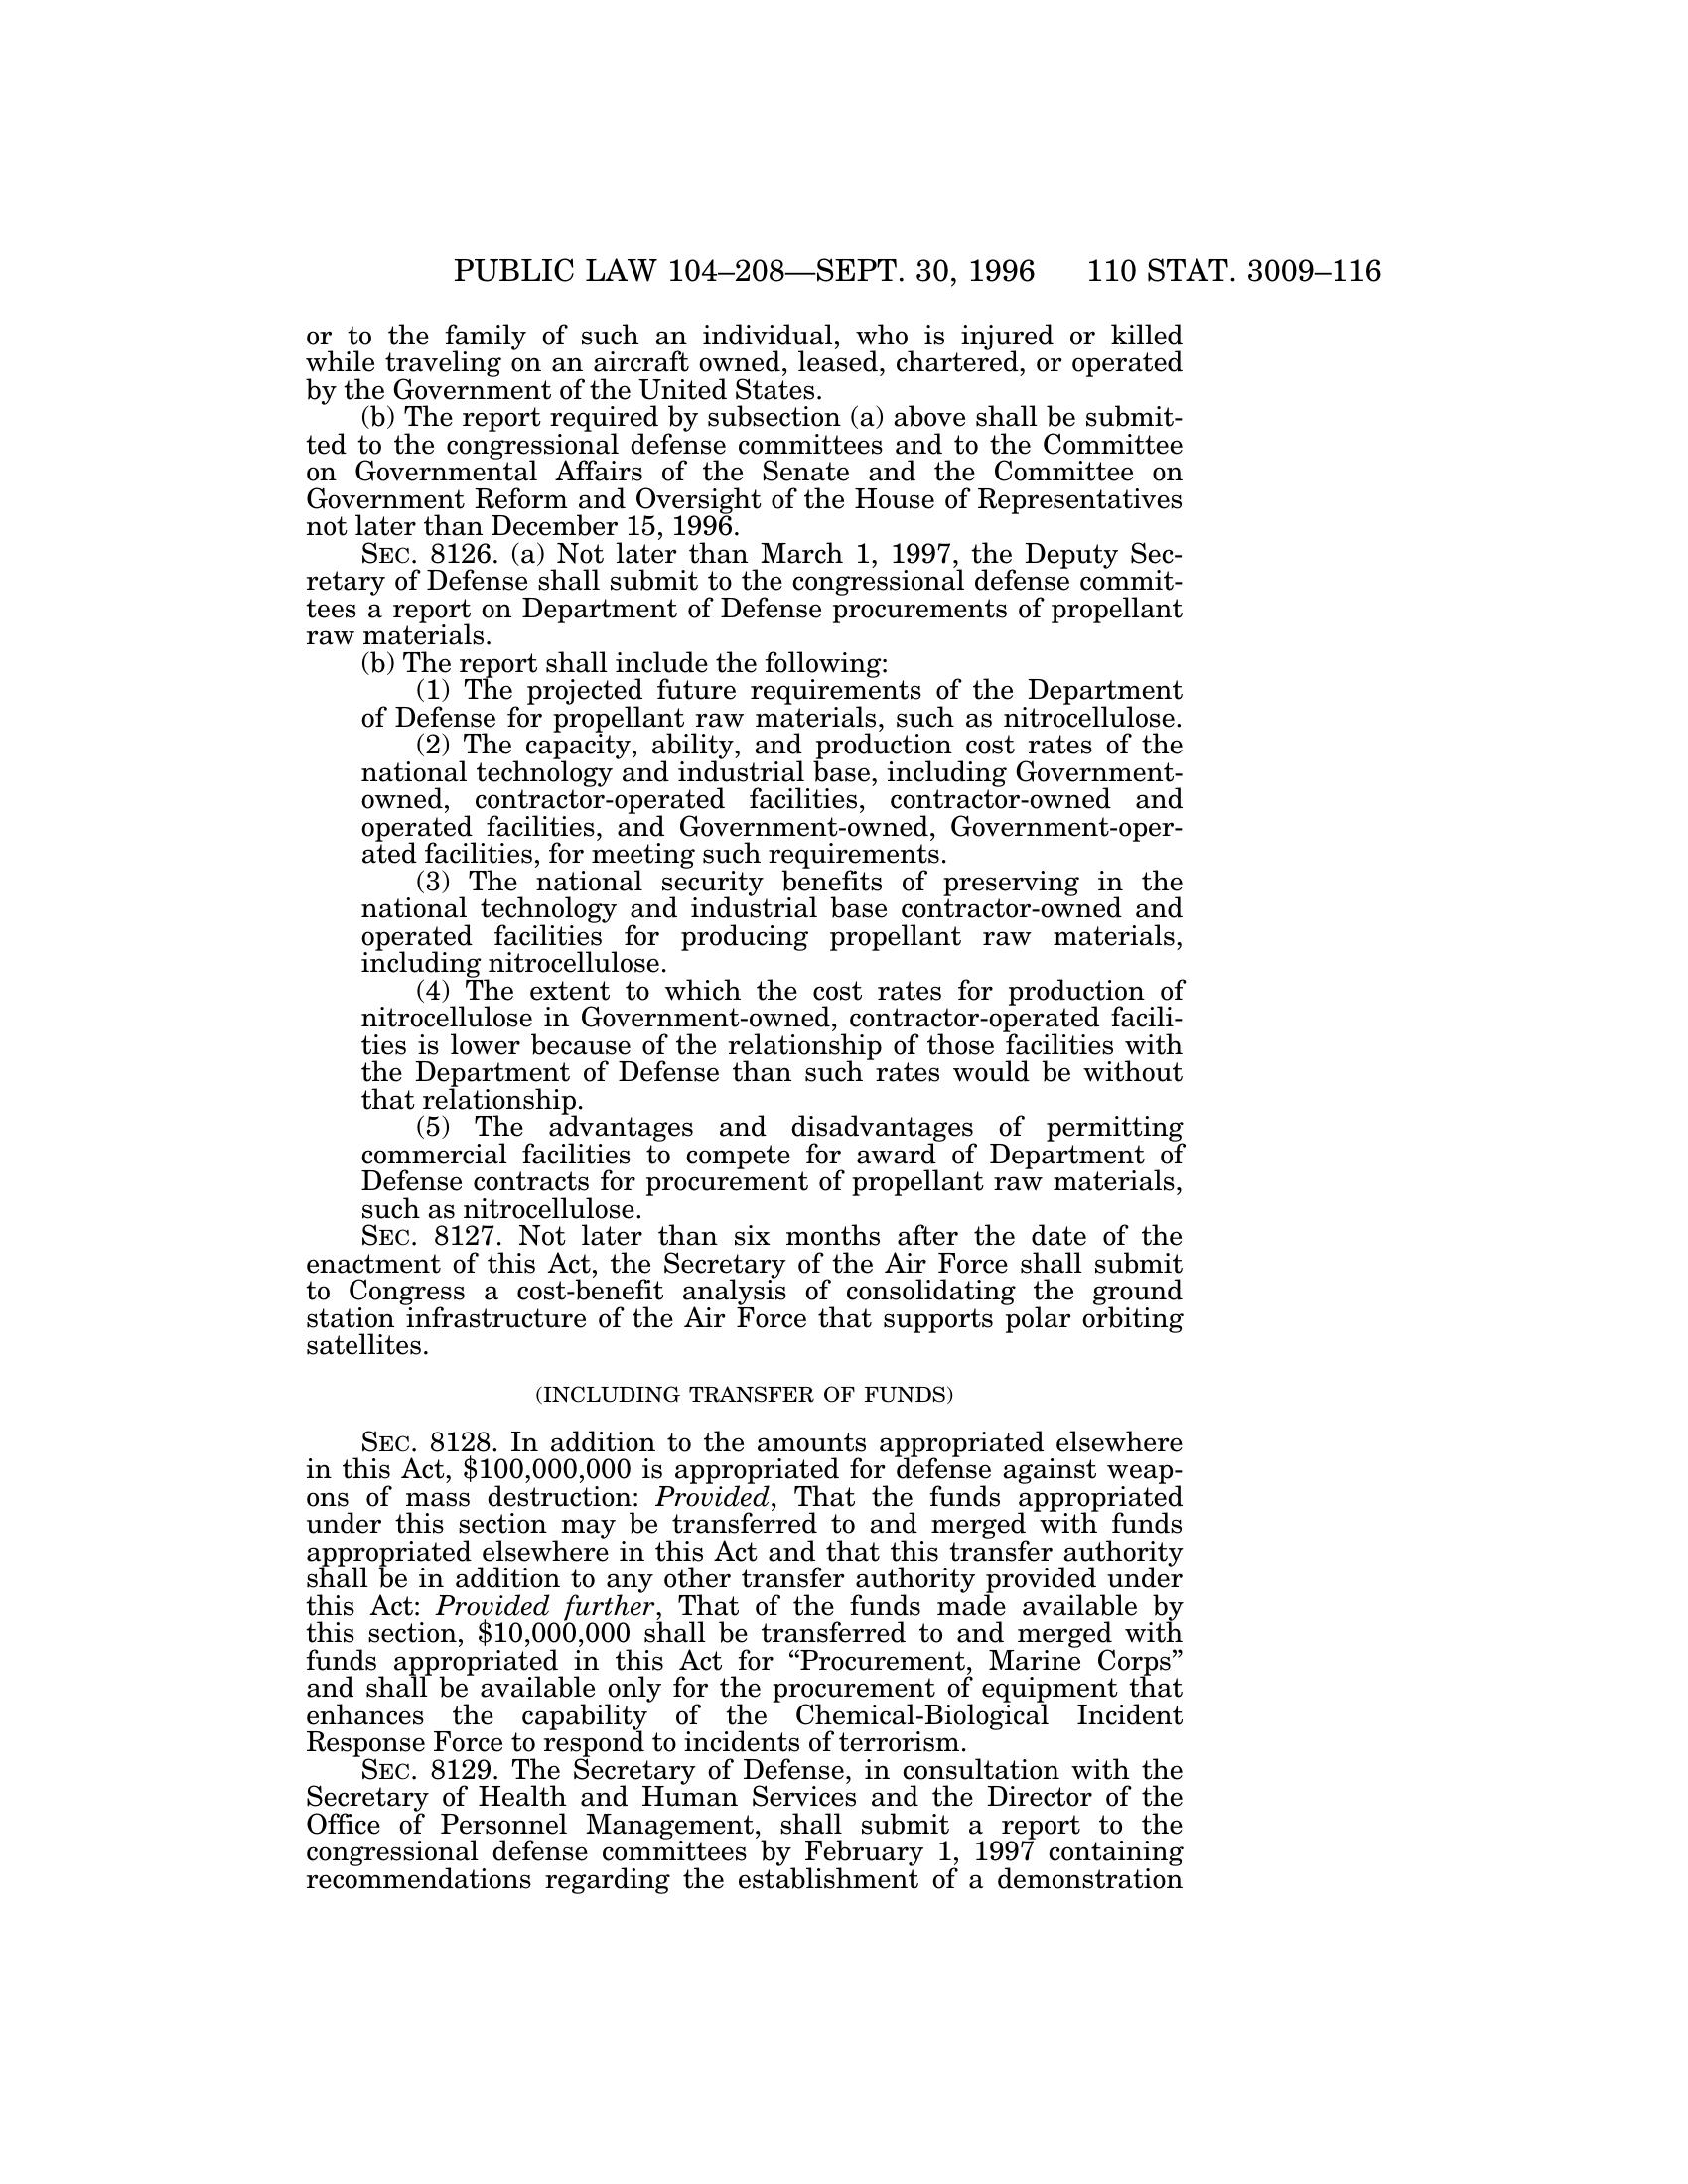 PUBLIC LAW 104–208—SEPT. 30, 1996 110 STAT. 3009–116
or to the family of such an individual, who is injured or killed
while traveling on an aircraft owned, leased, chartered, or operated
by the Government of the United States.
(b) The report required by subsection (a) above shall be submit-
ted to the congressional defense committees and to the Committee
on Governmental Affairs of the Senate and the Committee on
Government Reform and Oversight of the House of Representatives
not later than December 15, 1996.
SEC. 8126. (a) Not later than March 1, 1997, the Deputy Sec-
retary of Defense shall submit to the congressional defense commit-
tees a report on Department of Defense procurements of propellant
raw materials.
(b) The report shall include the following:
(1) The projected future requirements of the Department
of Defense for propellant raw materials, such as nitrocellulose.
(2) The capacity, ability, and production cost rates of the
national technology and industrial base, including Government-
owned, contractor-operated facilities, contractor-owned and
operated facilities, and Government-owned, Government-oper-
ated facilities, for meeting such requirements.
(3) The national security benefits of preserving in the
national technology and industrial base contractor-owned and
operated facilities for producing propellant raw materials,
including nitrocellulose.
(4) The extent to which the cost rates for production of
nitrocellulose in Government-owned, contractor-operated facili-
ties is lower because of the relationship of those facilities with
the Department of Defense than such rates would be without
that relationship.
(5) The advantages and disadvantages of permitting
commercial facilities to compete for award of Department of
Defense contracts for procurement of propellant raw materials,
such as nitrocellulose.
SEC. 8127. Not later than six months after the date of the
enactment of this Act, the Secretary of the Air Force shall submit
to Congress a cost-benefit analysis of consolidating the ground
station infrastructure of the Air Force that supports polar orbiting
satellites.
(INCLUDING TRANSFER OF FUNDS)
SEC. 8128. In addition to the amounts appropriated elsewhere
in this Act, $100,000,000 is appropriated for defense against weap-
ons of mass destruction: Provided, That the funds appropriated
under this section may be transferred to and merged with funds
appropriated elsewhere in this Act and that this transfer authority
shall be in addition to any other transfer authority provided under
this Act: Provided further, That of the funds made available by
this section, $10,000,000 shall be transferred to and merged with
funds appropriated in this Act for “Procurement, Marine Corps”
and shall be available only for the procurement of equipment that
enhances the capability of the Chemical-Biological Incident
Response Force to respond to incidents of terrorism.
SEC. 8129. The Secretary of Defense, in consultation with the
Secretary of Health and Human Services and the Director of the
Office of Personnel Management, shall submit a report to the
congressional defense committees by February 1, 1997 containing
recommendations regarding the establishment of a demonstration